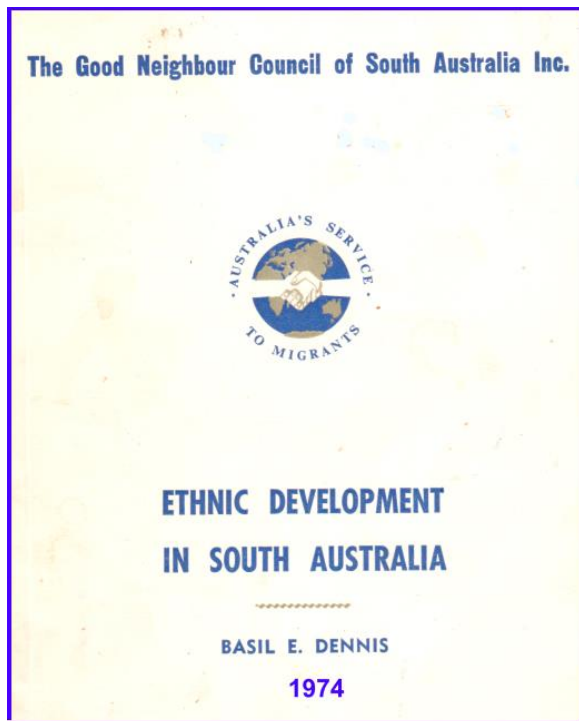 The Good Neighbour Council of South Australia Inc.
· AUSTRALIA'S SERVICE ·
TO MIGRANTS
ETHNIC DEVELOPMENT
IN SOUTH AUSTRALIA
BASIL E. DENNIS
1974